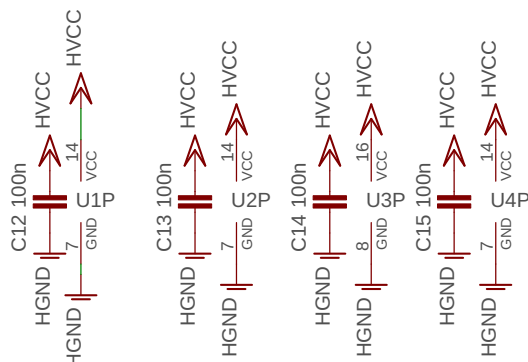 HVCC
HVCC
14
VCC
C12 100n
U1P
7
GND
HGND
HGND
HVCC
HVCC
14
VCC
C13 100n
U2P
7
GND
HGND
HGND
HVCC
HVCC
16
VCC
C14 100n
U3P
8
GND
HGND
HGND
HVCC
HVCC
14
VCC
C15 100n
U4P
7
GND
HGND
HGND